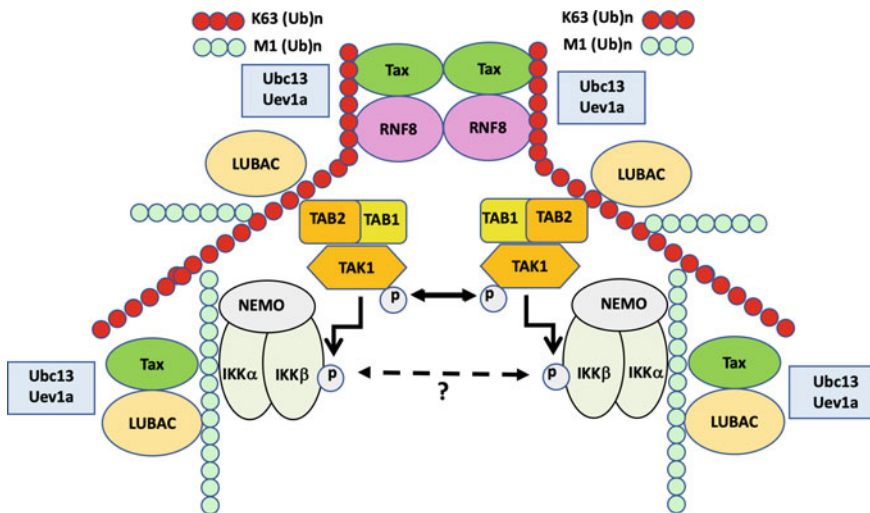 K63 (Ub)n
K63 (Ub)n
M1 (Ub)n
M1 (Ub)n
Tax
Tax
Ubc13
Uev1a
Ubc13
Uev1a
RNF8
RNF8
LUBAC
LUBAC
TAB2
TAB1
TAB1
TAB2
TAK1
TAK1
P
P
NEMO
NEMO
IKKα
IKKβ
P
P
IKKβ
IKKα
?
Tax
Tax
Ubc13
Uev1a
Ubc13
Uev1a
LUBAC
LUBAC